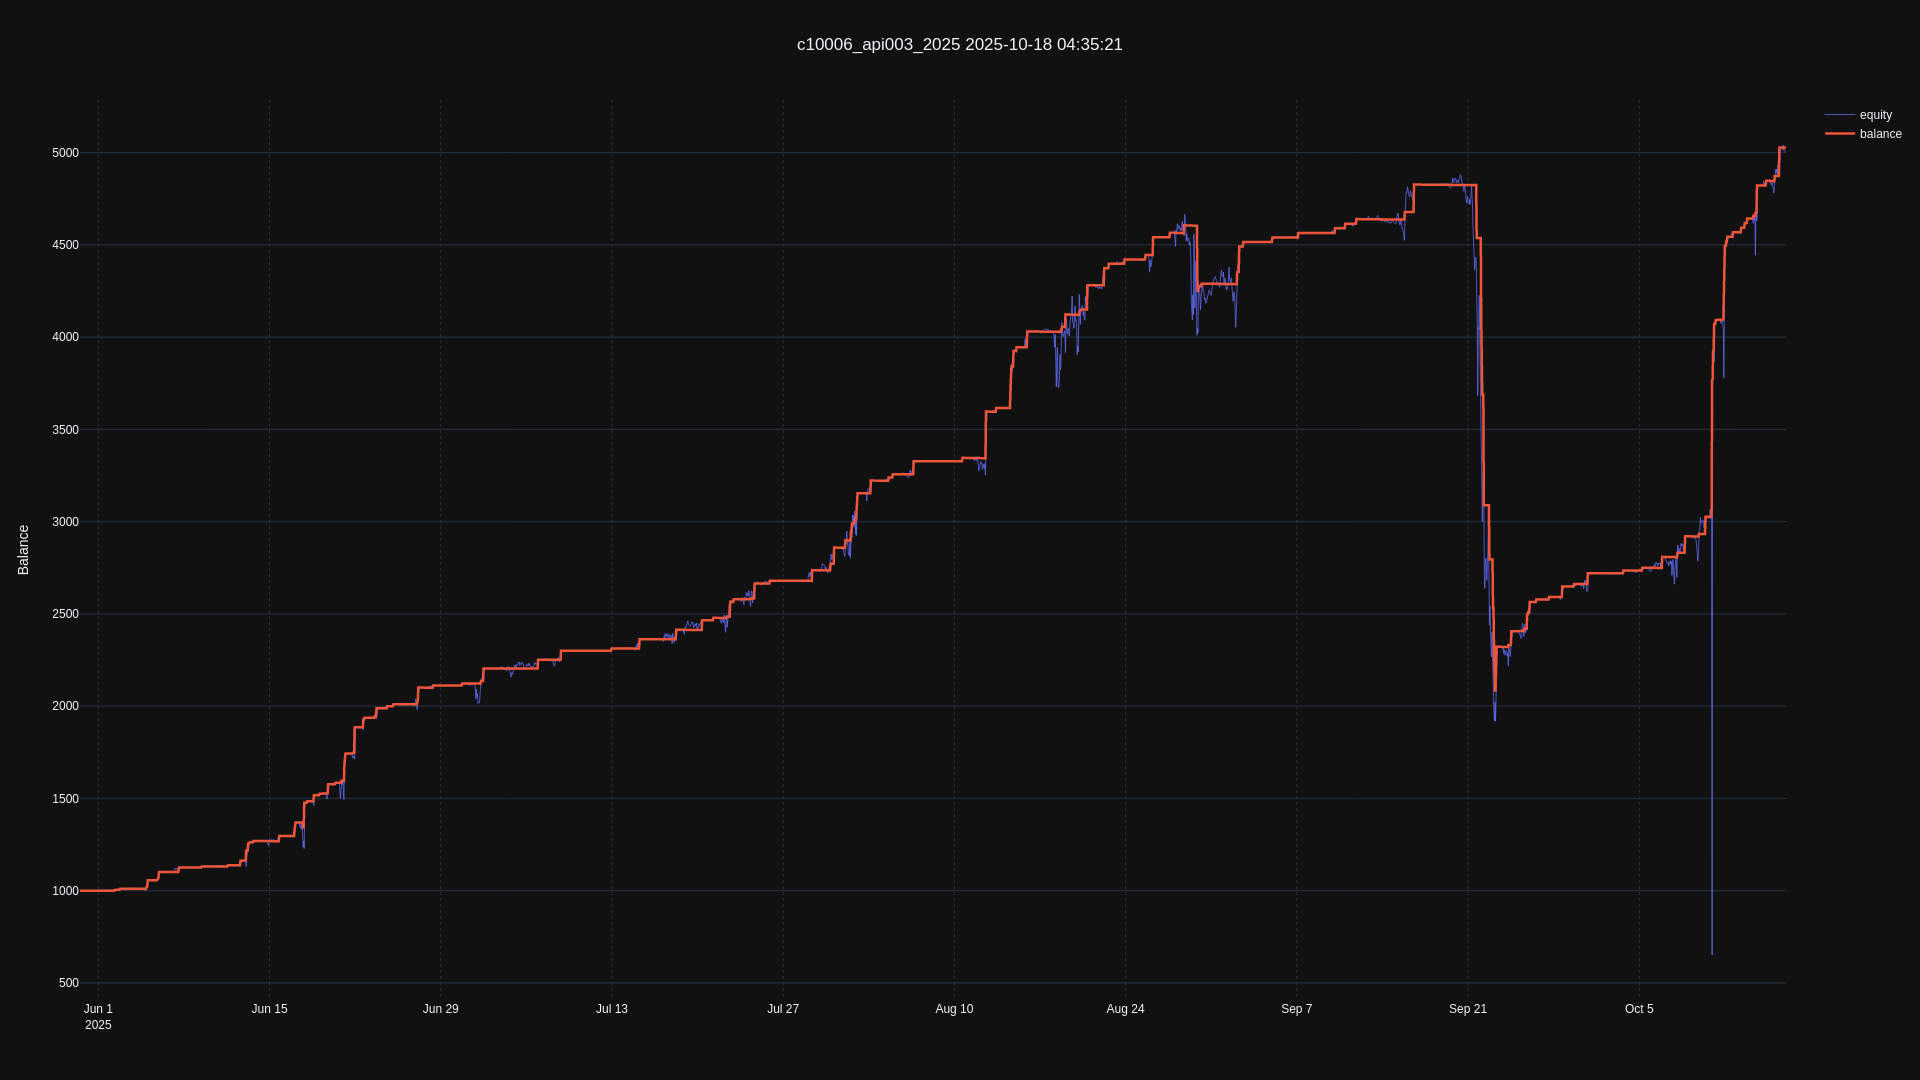 c10006_api003_2025 2025-10-18 04:35:21
equity
balance
Balance
5000
4500
4000
3500
3000
2500
2000
1500
1000
500
Jun 1
2025
Jun 15
Jun 29
Jul 13
Jul 27
Aug 10
Aug 24
Sep 7
Sep 21
Oct 5